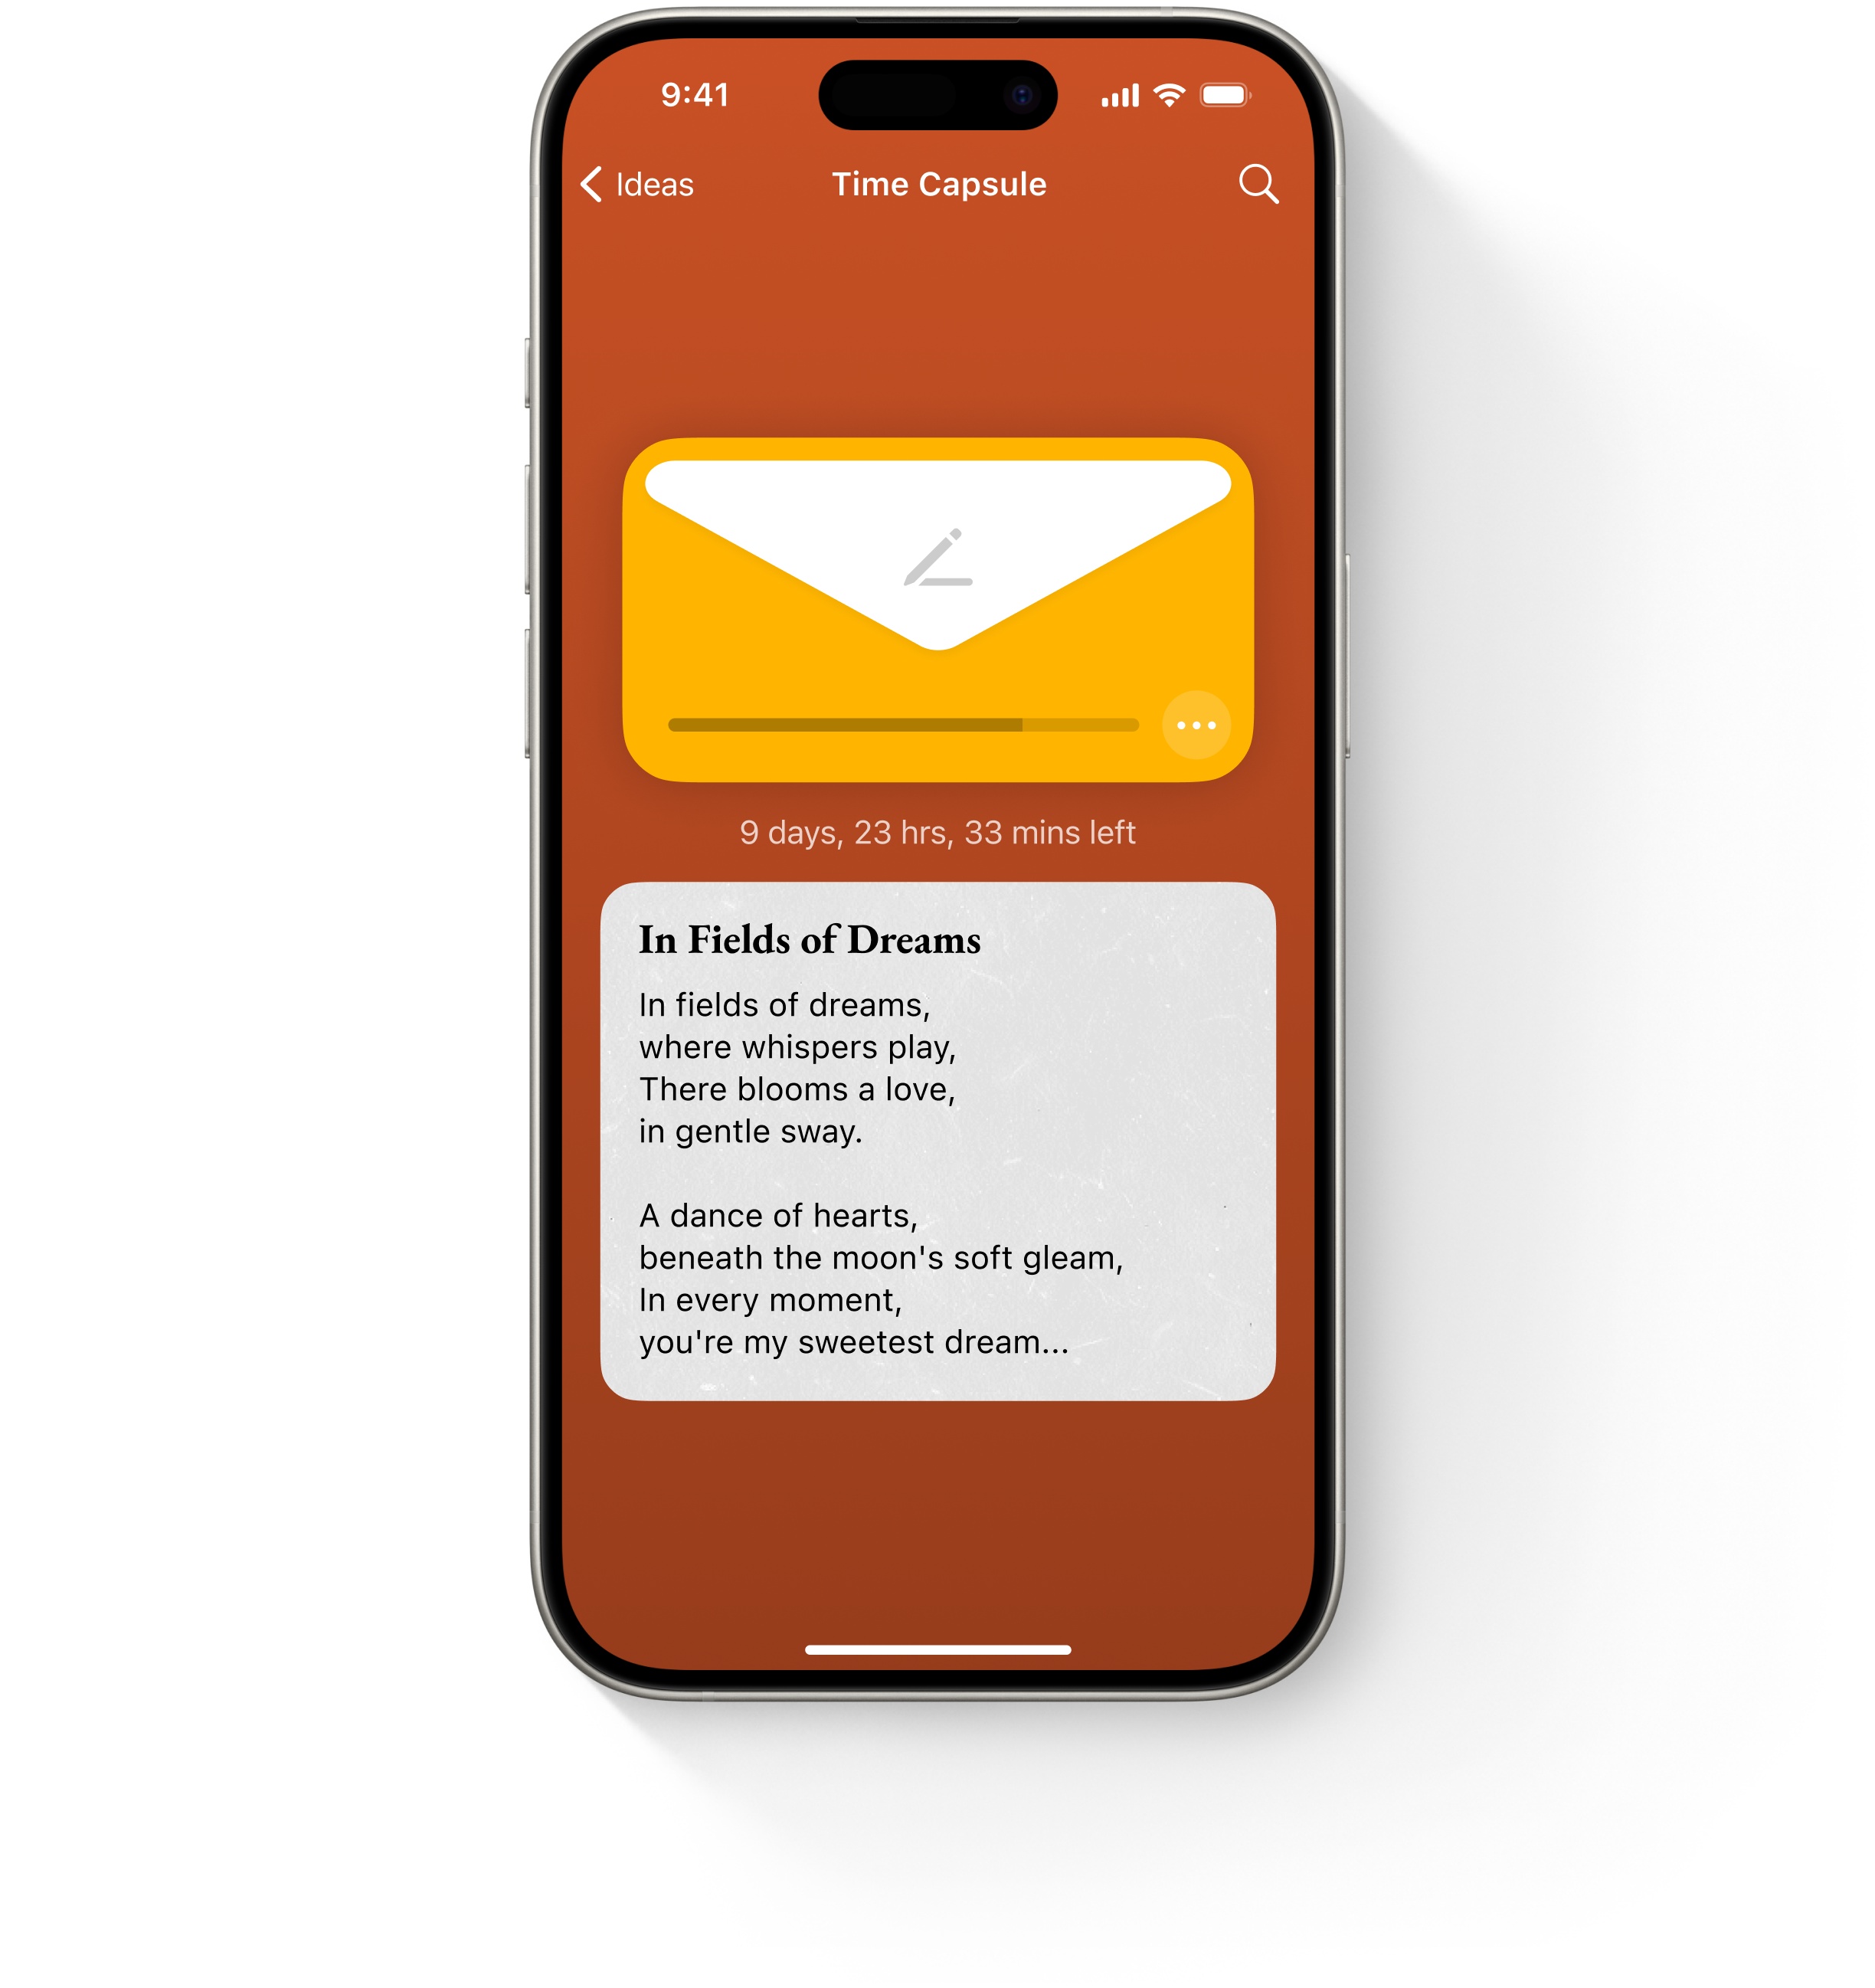 9:41
Ideas
Time Capsule
9 days, 23 hrs, 33 mins left
In Fields of Dreams
In fields of dreams,
where whispers play,
There blooms a love,
in gentle sway.
A dance of hearts,
beneath the moon's soft gleam,
In every moment,
you're my sweetest dream...